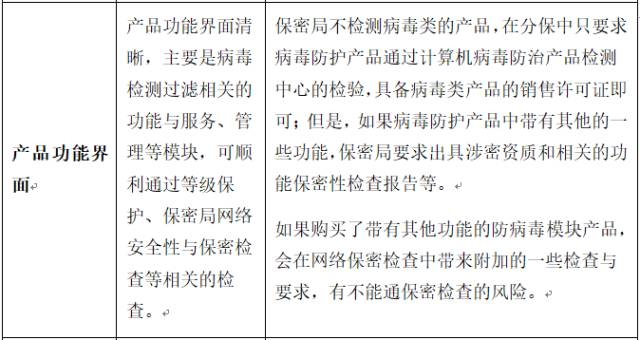 产品功能界
面
产品功能界面清
晰，主要是病毒
检测过滤相关的
功能与服务、管
理等模块，可顺
利通过等级保
护、保密局网络
安全性与保密检
查等相关的检
查。
保密局不检测病毒类的产品，在分保中只要求
病毒防护产品通过计算机病毒防治产品检测
中心的检验，具备病毒类产品的销售许可证即
可；但是，如果病毒防护产品中带有其他的一
些功能，保密局要求出具涉密资质和相关的功
能保密性检查报告等。
如果购买了带有其他功能的防病毒模块产品，
会在网络保密检查中带来附加的一些检查与
要求，有不能通保密检查的风险。